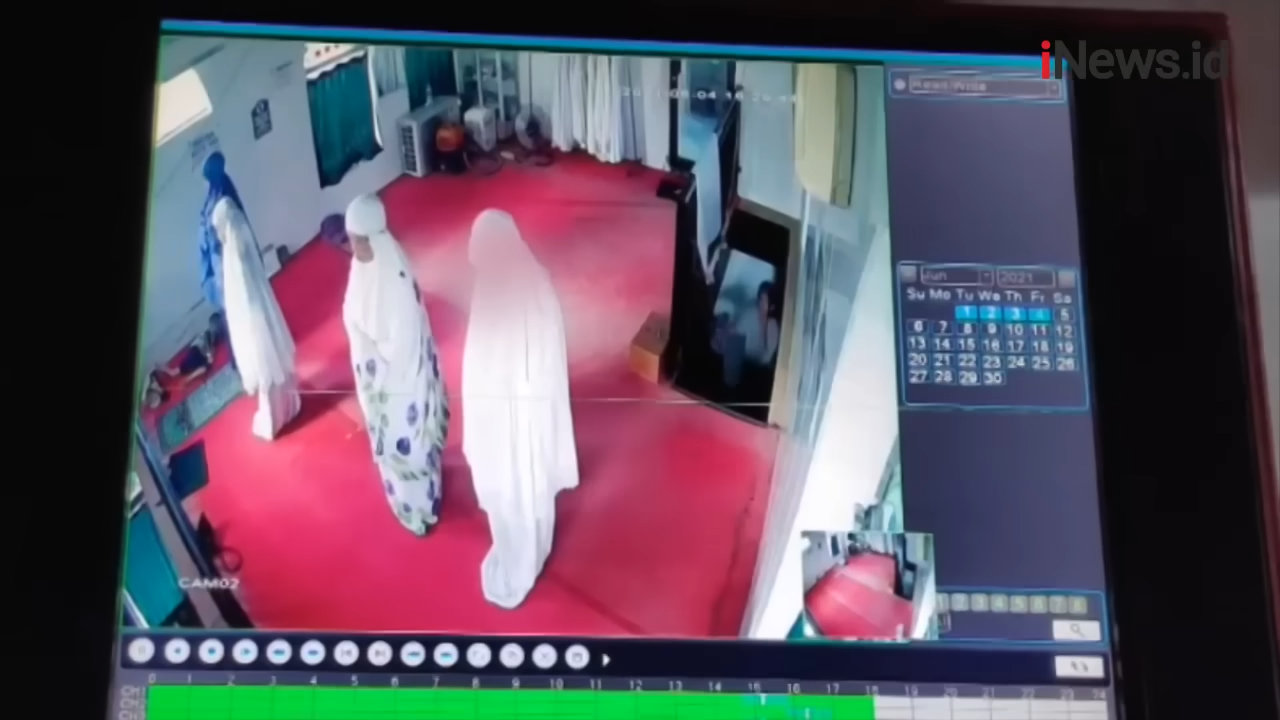 iNews.id
Read/Write
Jun 2021
Su Mo Tu We Th Fr Sa
1 2 3 4 5
6 7 8 9 10 11 12
13 14 15 16 17 18 19
20 21 22 23 24 25 26
27 28 29 30
CAM02
0 1 2 3 4 5 6 7 8 9 10 11 12 13 14 15 16 17 18 19 20 21 22 23 24